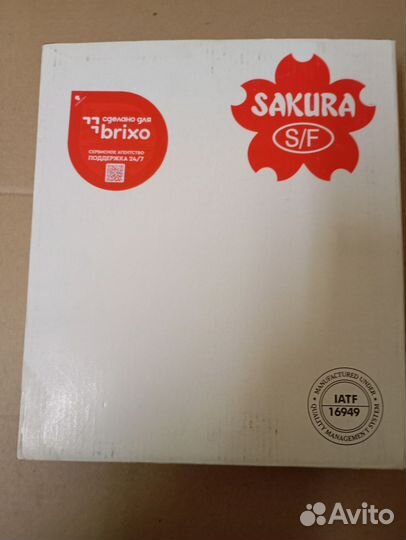 сделано для
brixo
СЕРВИСНОЕ АГЕНТСТВО
ПОДДЕРЖКА 24/7
SAKURA
S/F
MANUFACTURED UNDER
IATF
16949
QUALITY MANAGEMENT SYSTEM
Avito